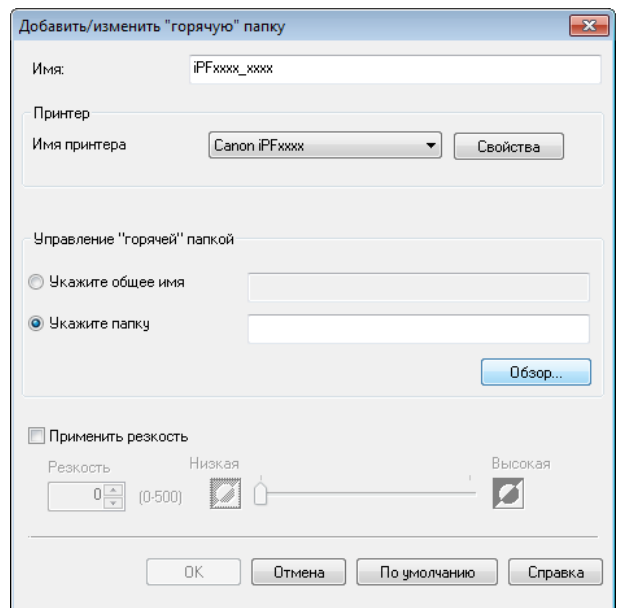 Добавить/изменить "горячую" папку
Имя: iPFxxxx_xxxx
Принтер
Имя принтера Canon iPFxxxx Свойства
Управление "горячей" папкой
Укажите общее имя
Укажите папку
Обзор...
Применить резкость
Резкость Низкая Высокая
0 (0-500)
OK Отмена По умолчанию Справка